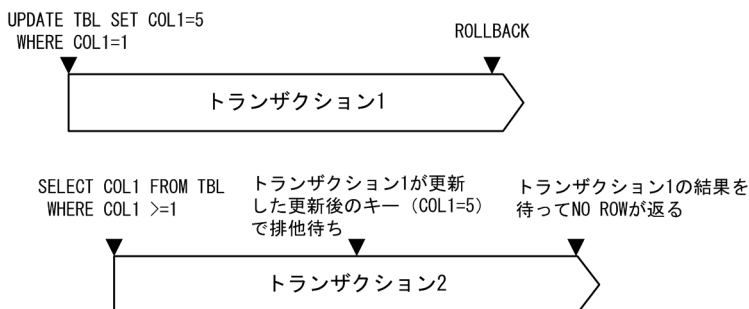 UPDATE TBL SET COL1=5
WHERE COL1=1
ROLLBACK
トランザクション1
SELECT COL1 FROM TBL
WHERE COL1 >=1
トランザクション1が更新
した更新後のキー（COL1=5）
で排他待ち
トランザクション1の結果を
待ってNO ROWが返る
トランザクション2